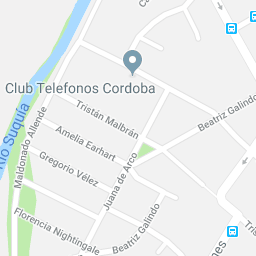 Club Telefonos Cordoba
Tristán Malbrán
Beatriz Galindo
Amelia Earhart
Río Suquía
Maldonado Allende
Gregorio Vélez
Juana de Arco
Florencia Nightingale
Beatriz Galindo